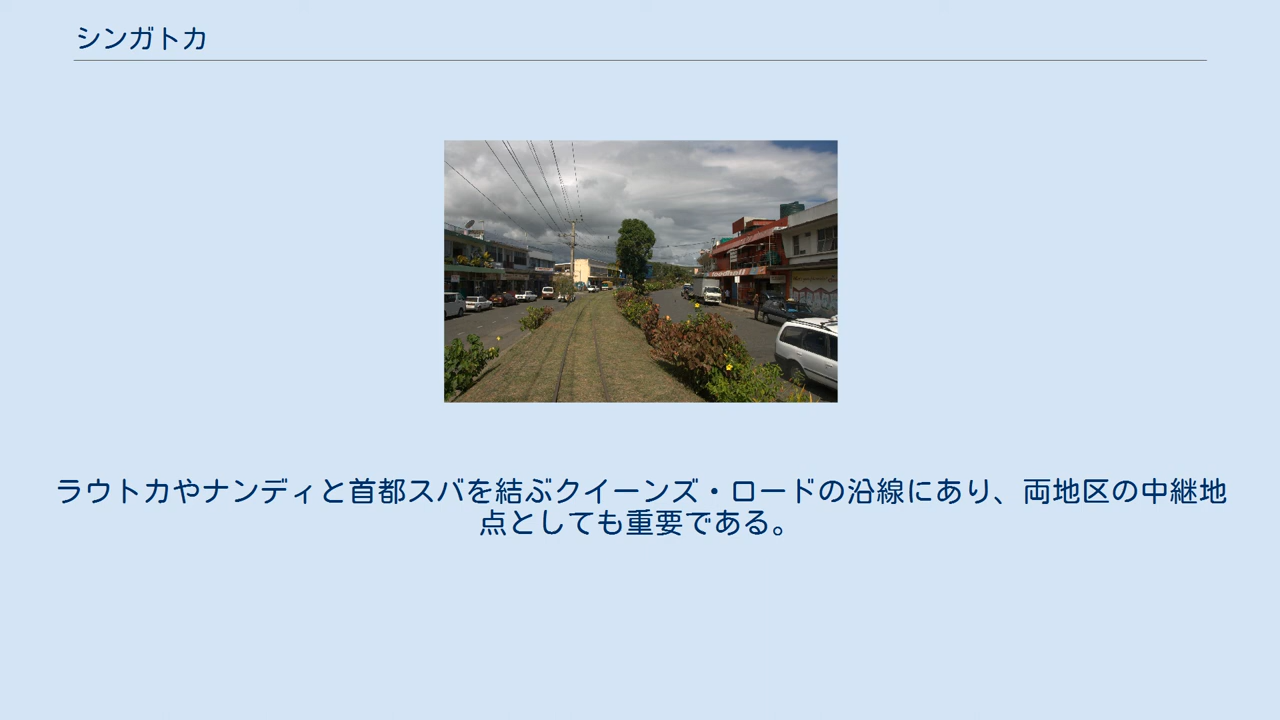 シンガトカ
ラウトカやナンディと首都スバを結ぶクイーンズ・ロードの沿線にあり、両地区の中継地
点としても重要である。